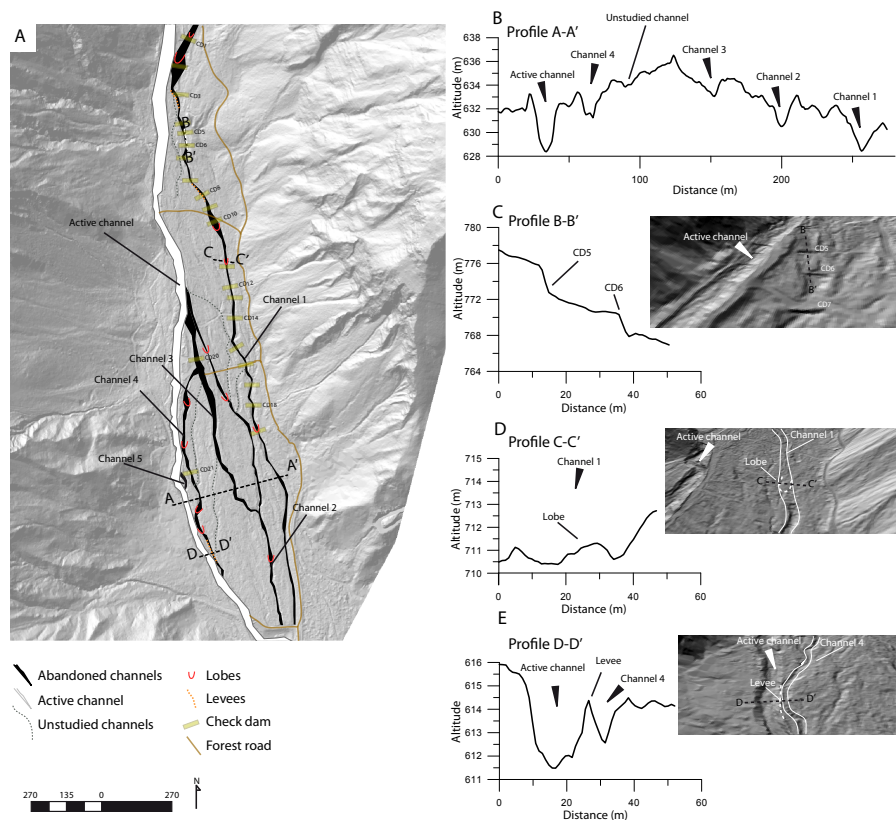 A
CD1
CD3
B
CD5
CD6
B'
CD8
CD10
Active channel
C
C'
CD12
Channel 1
CD14
Channel 3
CD20
Channel 4
CD18
Channel 5
CD21
A'
A
Channel 2
D
D'
Abandoned channels
Active channel
Unstudied channels
Lobes
Levees
Check dam
Forest road
270 135 0 270
N
B
Profile A-A'
Unstudied channel
Channel 4
Channel 3
Active channel
Channel 2
Channel 1
Altitude (m)
638
636
634
632
630
628
0 100 200
Distance (m)
C
Profile B-B'
CD5
CD6
Altitude (m)
780
776
772
768
764
0 20 40 60
Distance (m)
Active channel
B
CD5
CD6
B'
CD7
D
Profile C-C'
Channel 1
Lobe
Altitude (m)
715
714
713
712
711
710
0 20 40 60
Distance (m)
Active channel
Channel 1
Lobe
C
C'
E
Profile D-D'
Active channel
Levee
Channel 4
Altitude
616
614
612
611
0 20 40 60
Distance (m)
Active channel
Channel 4
Levee
D
D'